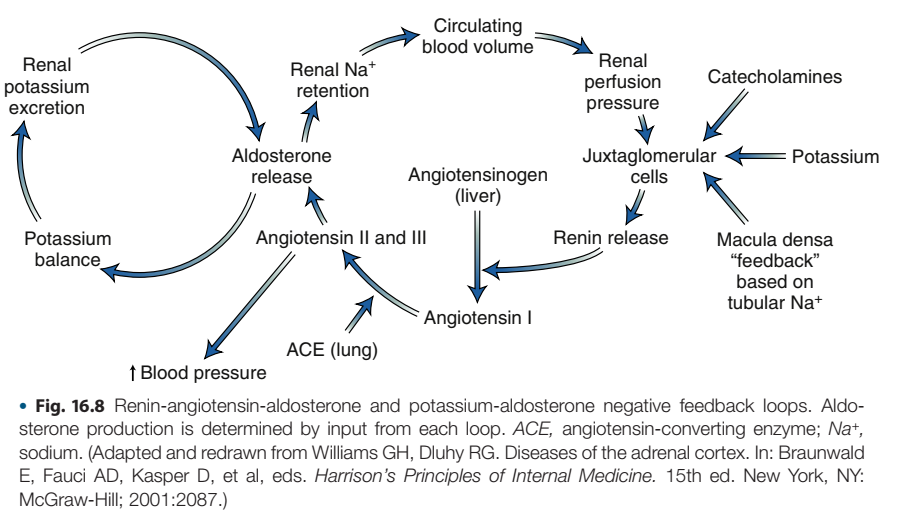 Circulating
blood volume
Renal
potassium
excretion
Renal Na+
retention
Renal
perfusion
pressure
Catecholamines
Aldosterone
release
Angiotensinogen
(liver)
Juxtaglomerular
cells
Potassium
Potassium
balance
Angiotensin II and III
Renin release
Macula densa
“feedback”
based on
tubular Na+
Angiotensin I
ACE (lung)
↑ Blood pressure
• Fig. 16.8 Renin-angiotensin-aldosterone and potassium-aldosterone negative feedback loops. Aldo-
sterone production is determined by input from each loop. ACE, angiotensin-converting enzyme; Na+,
sodium. (Adapted and redrawn from Williams GH, Dluhy RG. Diseases of the adrenal cortex. In: Braunwald
E, Fauci AD, Kasper D, et al, eds. Harrison’s Principles of Internal Medicine. 15th ed. New York, NY:
McGraw-Hill; 2001:2087.)